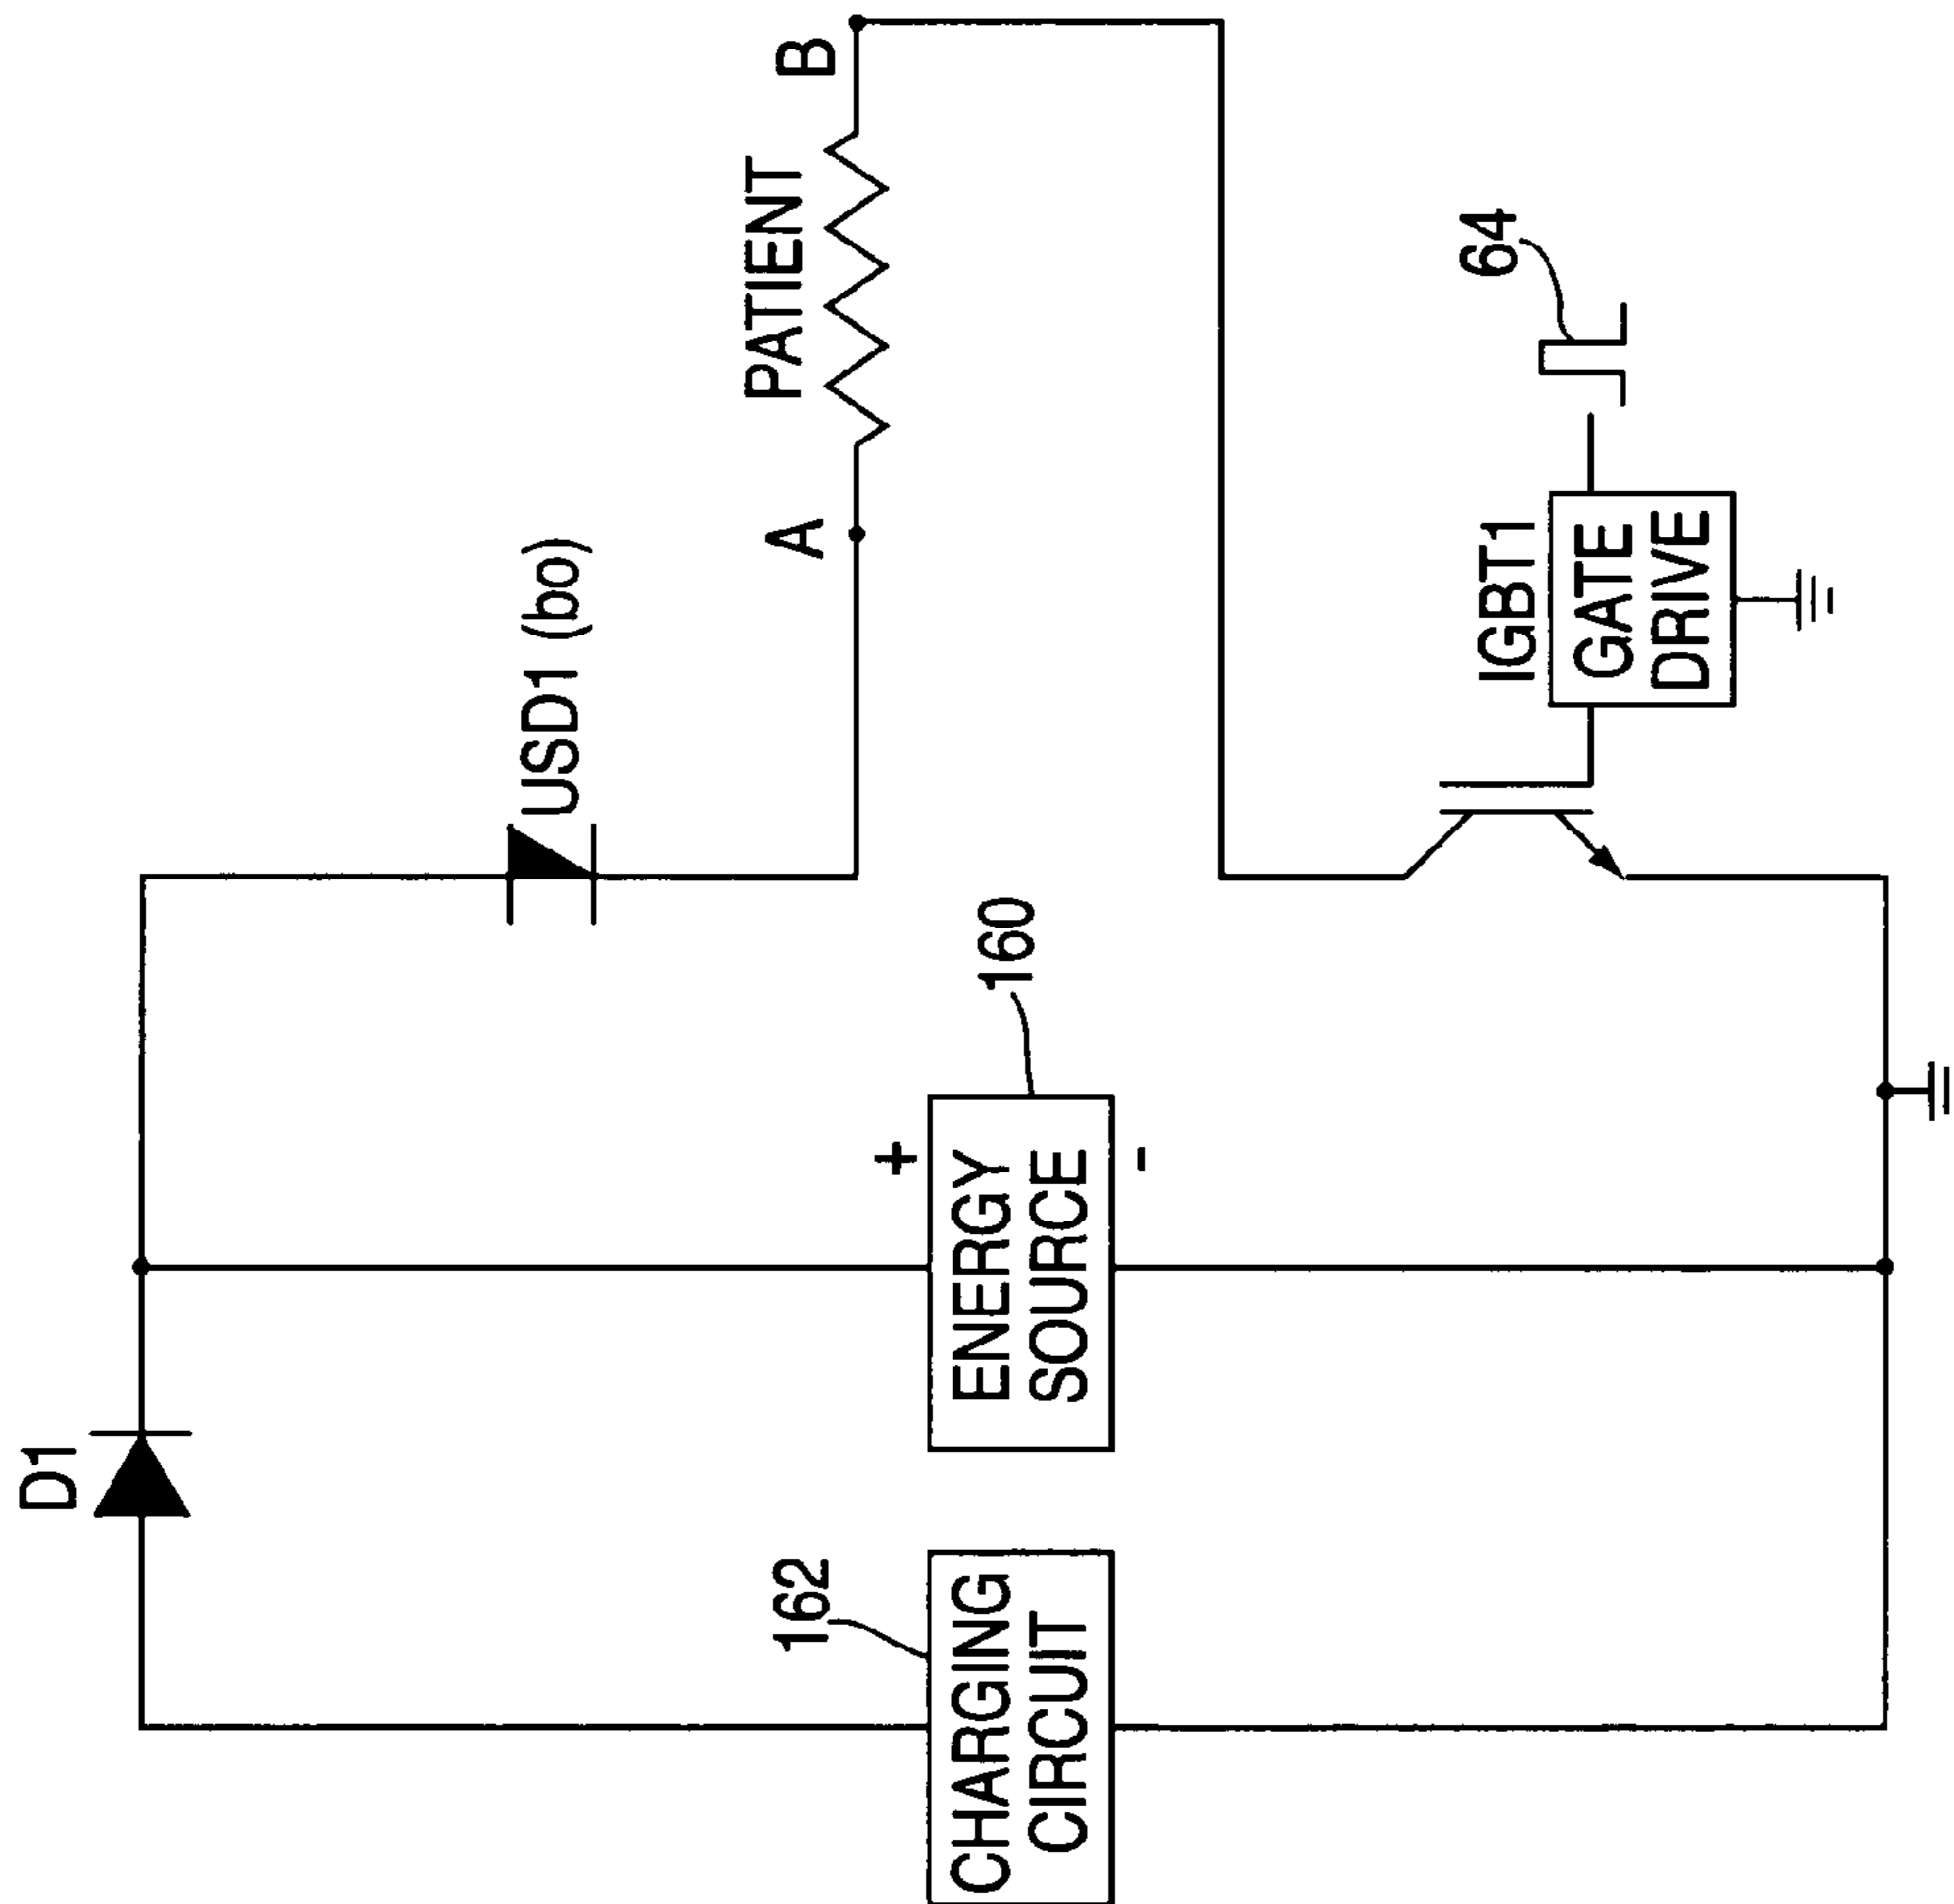 D1
USD1 (bo)
162
CHARGING
CIRCUIT
+
ENERGY
SOURCE
-
160
A
PATIENT
B
IGBT1
GATE
DRIVE
64